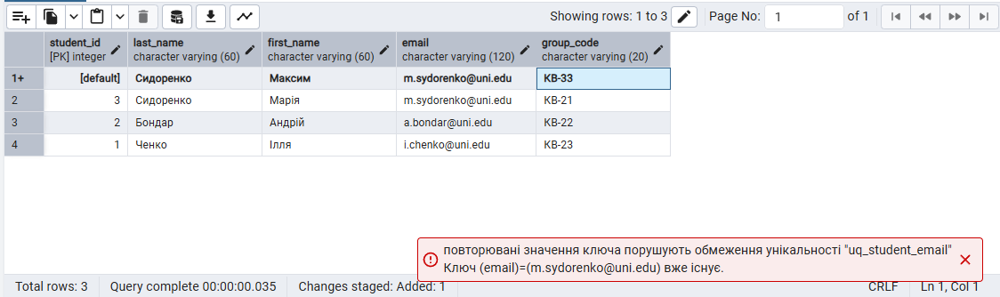 Showing rows: 1 to 3 Page No: 1 of 1
student_id last_name first_name email group_code
[PK] integer character varying (60) character varying (60) character varying (120) character varying (20)
1+ [default] Сидоренко Максим m.sydorenko@uni.edu КВ-33
2 3 Сидоренко Марія m.sydorenko@uni.edu КВ-21
3 2 Бондар Андрій a.bondar@uni.edu КВ-22
4 1 Ченко Ілля i.chenko@uni.edu КВ-23
повторювані значення ключа порушують обмеження унікальності "uq_student_email"
Ключ (email)=(m.sydorenko@uni.edu) вже існує.
Total rows: 3 Query complete 00:00:00.035 Changes staged: Added: 1 CRLF Ln 1, Col 1